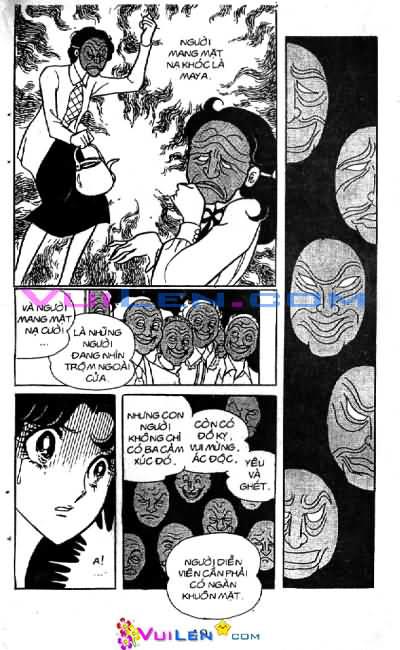 NGƯỜI
MANG MẶT
NẠ KHÓC LÀ
MAYA.
VÀ NGƯỜI
MANG MẶT
NẠ CƯỜI
...
LÀ NHỮNG
NGƯỜI
ĐANG NHÌN
TRỘM NGOÀI
CỬA.
VUILEN.COM
NHƯNG CON
NGƯỜI
KHÔNG CHỈ
CÓ BA CẢM
XÚC ĐÓ.
CÒN CÓ
ĐỐ KỴ,
VUI MỪNG,
ÁC ĐỘC,
YÊU
VÀ
GHÉT.
A!
....
NGƯỜI DIỄN
VIÊN CẦN PHẢI
CÓ NGÀN
KHUÔN MẶT.
VUILEN.COM